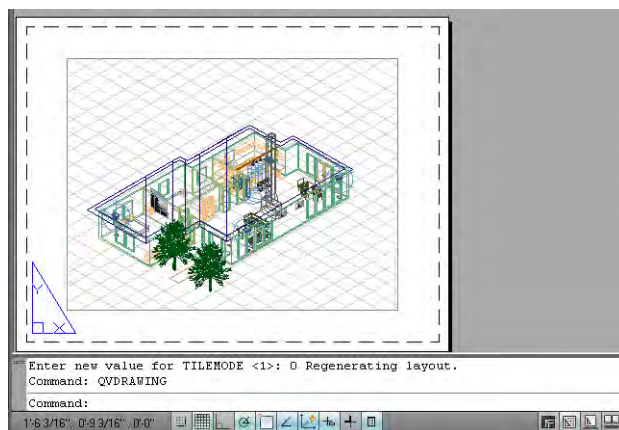 Y
X
Enter new value for TILEMODE <1>: 0 Regenerating layout.
Command: QVDRAWING
Command:
1'-6 3/16", 0'-9 3/16", 0'-0"